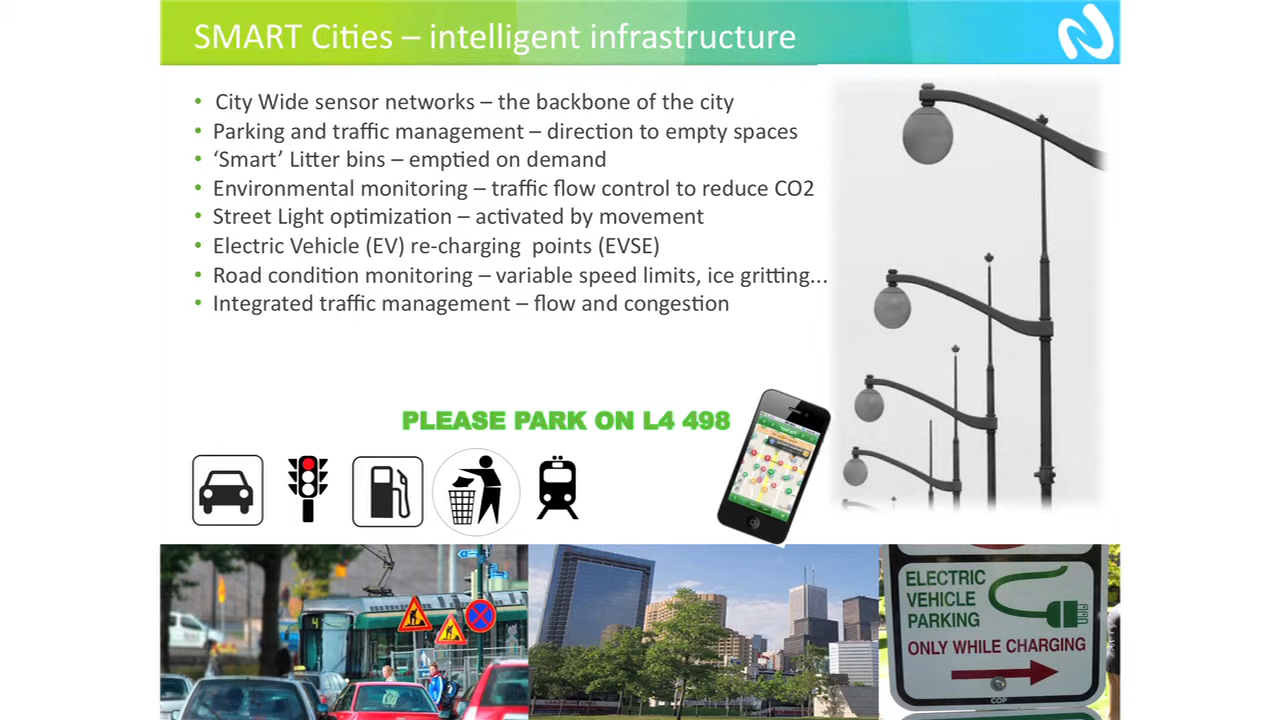 SMART Cities – intelligent infrastructure
• City Wide sensor networks – the backbone of the city
• Parking and traffic management – direction to empty spaces
• ‘Smart’ Litter bins – emptied on demand
• Environmental monitoring – traffic flow control to reduce CO2
• Street Light optimization – activated by movement
• Electric Vehicle (EV) re-charging  points (EVSE)
• Road condition monitoring – variable speed limits, ice gritting...
• Integrated traffic management – flow and congestion
PLEASE PARK ON L4 498
4
ELECTRIC
VEHICLE
PARKING
ONLY WHILE CHARGING
COP